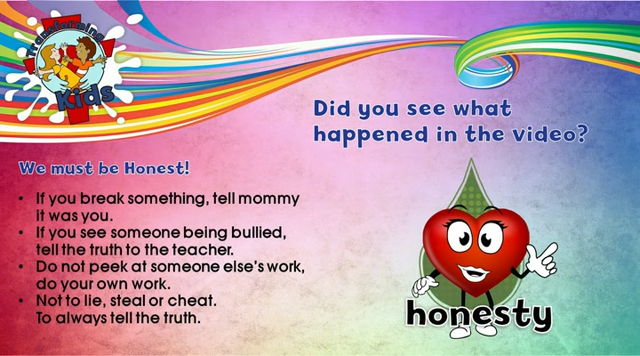 Transforming
Kids
Did you see what
happened in the video?
We must be Honest!
• If you break something, tell mommy
it was you.
• If you see someone being bullied,
tell the truth to the teacher.
• Do not peek at someone else's work,
do your own work.
• Not to lie, steal or cheat.
To always tell the truth.
honesty